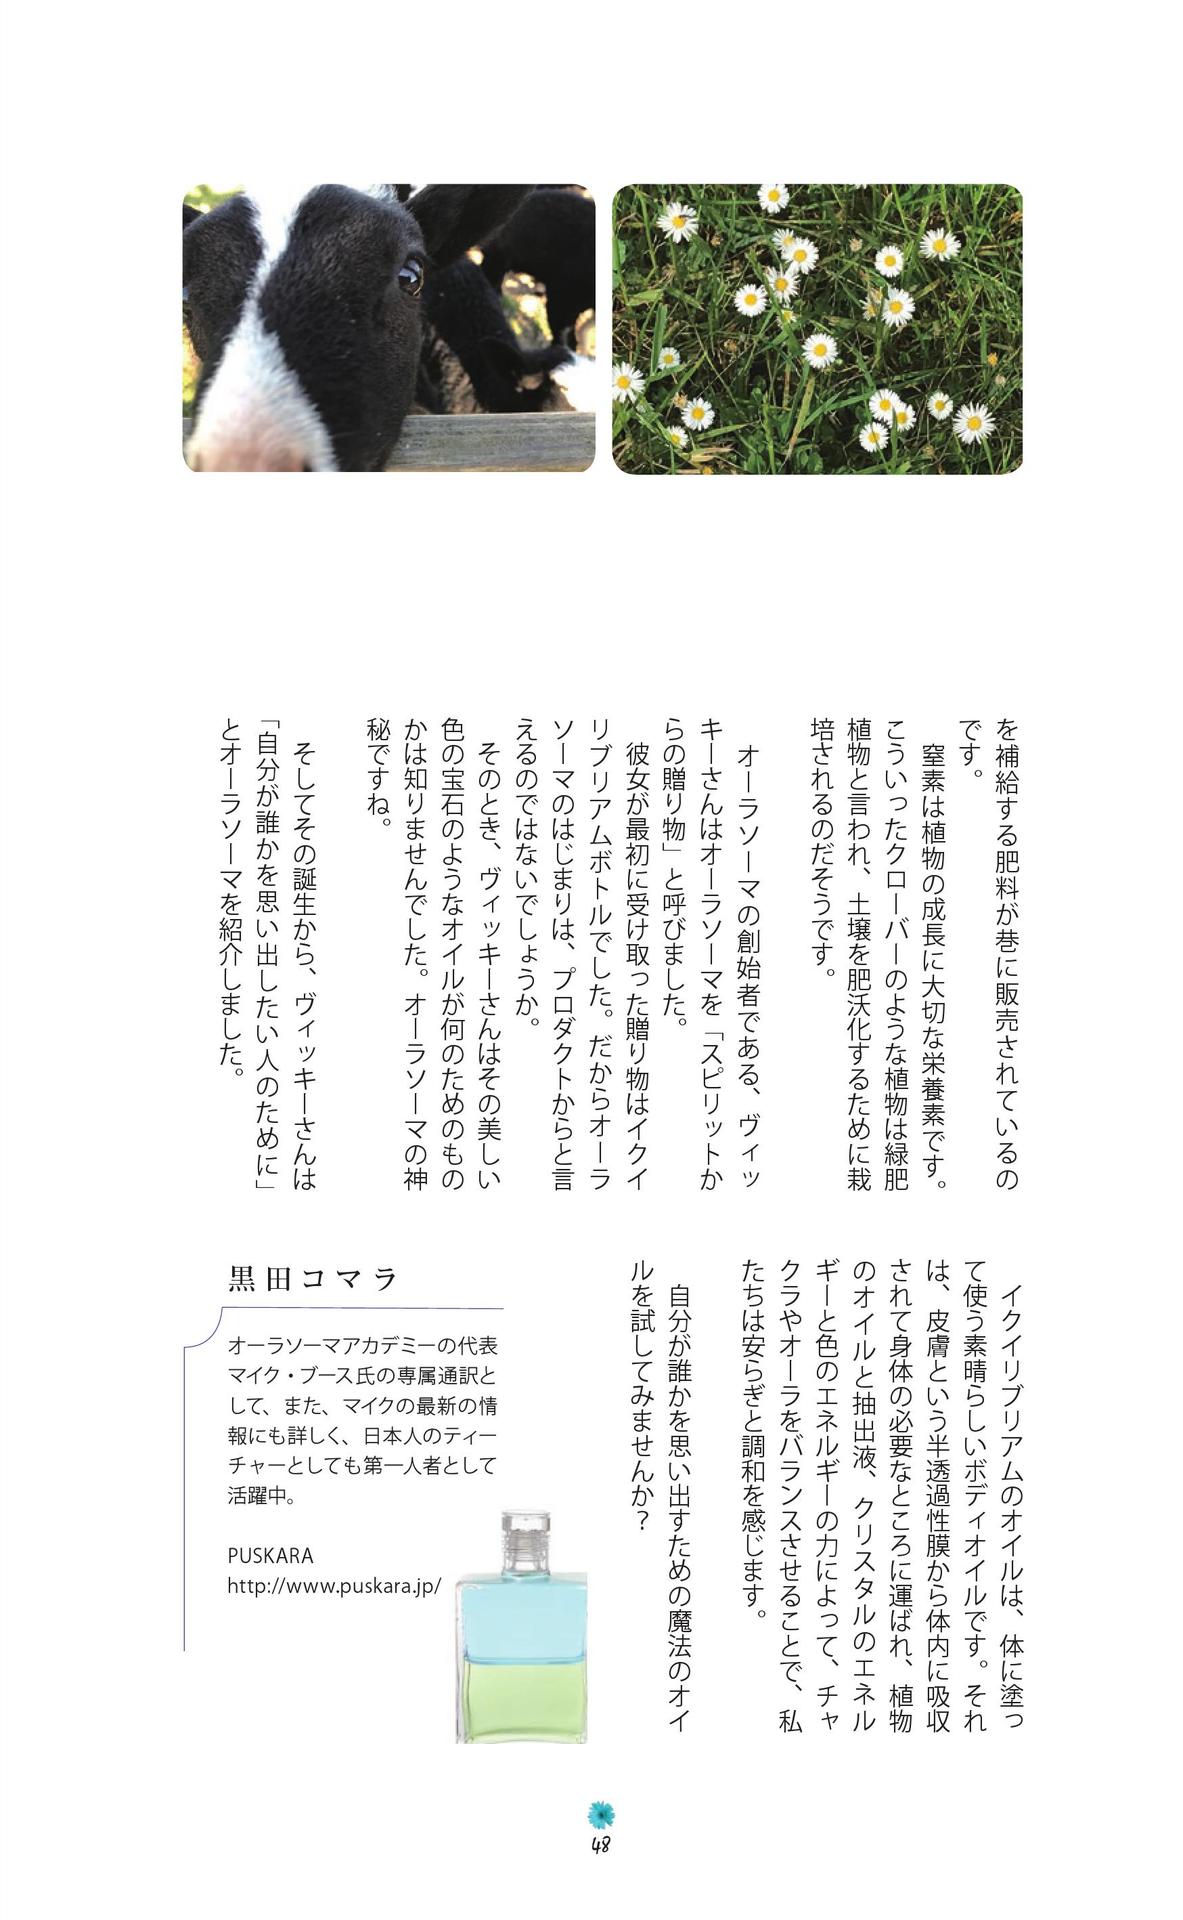 を補給する肥料が巷に販売されているの
です。
窒素は植物の成長に大切な栄養素です。
こういったクローバーのような植物は緑肥
植物と言われ、土壌を肥沃化するために栽
培されるのだそうです。
オーラソーマの創始者である、ヴィッ
キーさんはオーラソーマを「スピリットか
らの贈り物」と呼びました。
彼女が最初に受け取った贈り物はイクイ
リブリアムボトルでした。だからオーラ
ソーマのはじまりは、プロダクトからと言
えるのではないでしょうか。
そのとき、ヴィッキーさんはその美しい
色の宝石のようなオイルが何のためのもの
かは知りませんでした。オーラソーマの神
秘ですね。
そしてその誕生から、ヴィッキーさんは
「自分が誰かを思い出したい人のために」
とオーラソーマを紹介しました。
イクイリブリアムのオイルは、体に塗っ
て使う素晴らしいボディオイルです。それ
は、皮膚という半透過性膜から体内に吸収
されて身体の必要なところに運ばれ、植物
のオイルと抽出液、クリスタルのエネル
ギーと色のエネルギーの力によって、チャ
クラやオーラをバランスさせることで、私
たちは安らぎと調和を感じます。
自分が誰かを思い出すための魔法のオイ
ルを試してみませんか？
黒田コマラ
オーラソーマアカデミーの代表
マイク・ブース氏の専属通訳と
して、また、マイクの最新の情
報にも詳しく、日本人のティー
チャーとしても第一人者として
活躍中。
PUSKARA
http://www.puskara.jp/
48